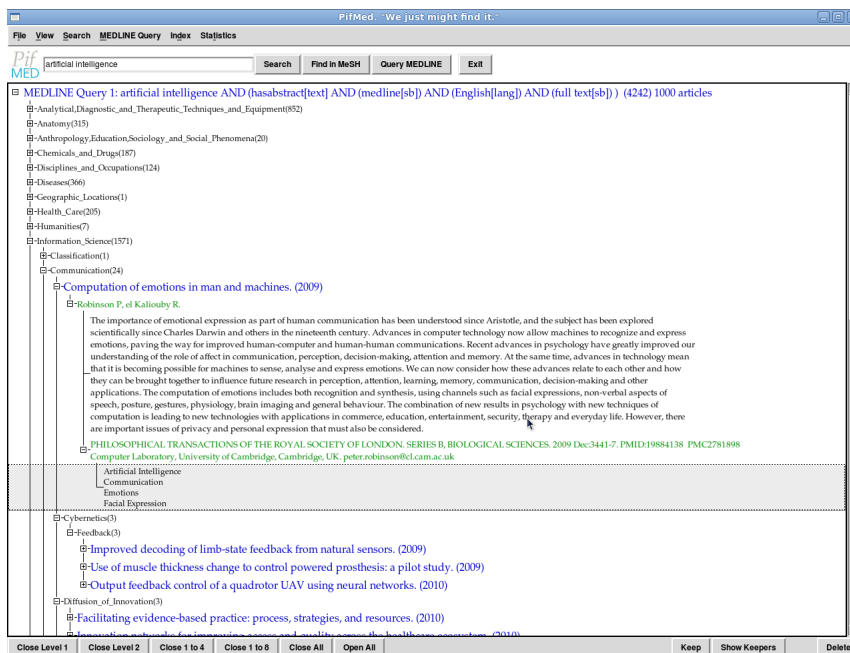 PifMed. "We just might find it."
File View Search MEDLINE Query Index Statistics
Pif MED
artificial intelligence Search Find in MeSH Query MEDLINE Exit
MEDLINE Query 1: artificial intelligence AND (hasabstract[text] AND (medline[sb]) AND (English[lang]) AND (full text[sb]) ) (4242) 1000 articles
Analytical,Diagnostic_and_Therapeutic_Techniques_and_Equipment(852)
Anatomy(315)
Anthropology,Education,Sociology_and_Social_Phenomena(20)
Chemicals_and_Drugs(187)
Disciplines_and_Occupations(124)
Diseases(366)
Geographic_Locations(1)
Health_Care(205)
Humanities(7)
Information_Science(1571)
Classification(1)
Communication(24)
Computation of emotions in man and machines. (2009)
Robinson P, el Kaliouby R.
The importance of emotional expression as part of human communication has been understood since Aristotle, and the subject has been explored
scientifically since Charles Darwin and others in the nineteenth century. Advances in computer technology now allow machines to recognize and express
emotions, paving the way for improved human-computer and human-human communications. Recent advances in psychology have greatly improved our
understanding of the role of affect in communication, perception, decision-making, attention and memory. At the same time, advances in technology mean
that it is becoming possible for machines to sense, analyse and express emotions. We can now consider how these advances relate to each other and how
they can be brought together to influence future research in perception, attention, learning, memory, communication, decision-making and other
applications. The computation of emotions includes both recognition and synthesis, using channels such as facial expressions, non-verbal aspects of
speech, posture, gestures, physiology, brain imaging and general behaviour. The combination of new results in psychology with new techniques of
computation is leading to new technologies with applications in commerce, education, entertainment, security, therapy and everyday life. However, there
are important issues of privacy and personal expression that must also be considered.
PHILOSOPHICAL TRANSACTIONS OF THE ROYAL SOCIETY OF LONDON. SERIES B, BIOLOGICAL SCIENCES. 2009 Dec:3441-7. PMID:19884138 PMC2781898
Computer Laboratory, University of Cambridge, Cambridge, UK. peter.robinson@cl.cam.ac.uk
Artificial Intelligence
Communication
Emotions
Facial Expression
Cybernetics(3)
Feedback(3)
Improved decoding of limb-state feedback from natural sensors. (2009)
Use of muscle thickness change to control powered prosthesis: a pilot study. (2009)
Output feedback control of a quadrotor UAV using neural networks. (2010)
Diffusion_of_Innovation(3)
Facilitating evidence-based practice: process, strategies, and resources. (2010)
Innovation networks for improving access and quality across the healthcare ecosystem. (2010)
Close Level 1 Close Level 2 Close 1 to 4 Close 1 to 8 Close All Open All Keep Show Keepers Delete